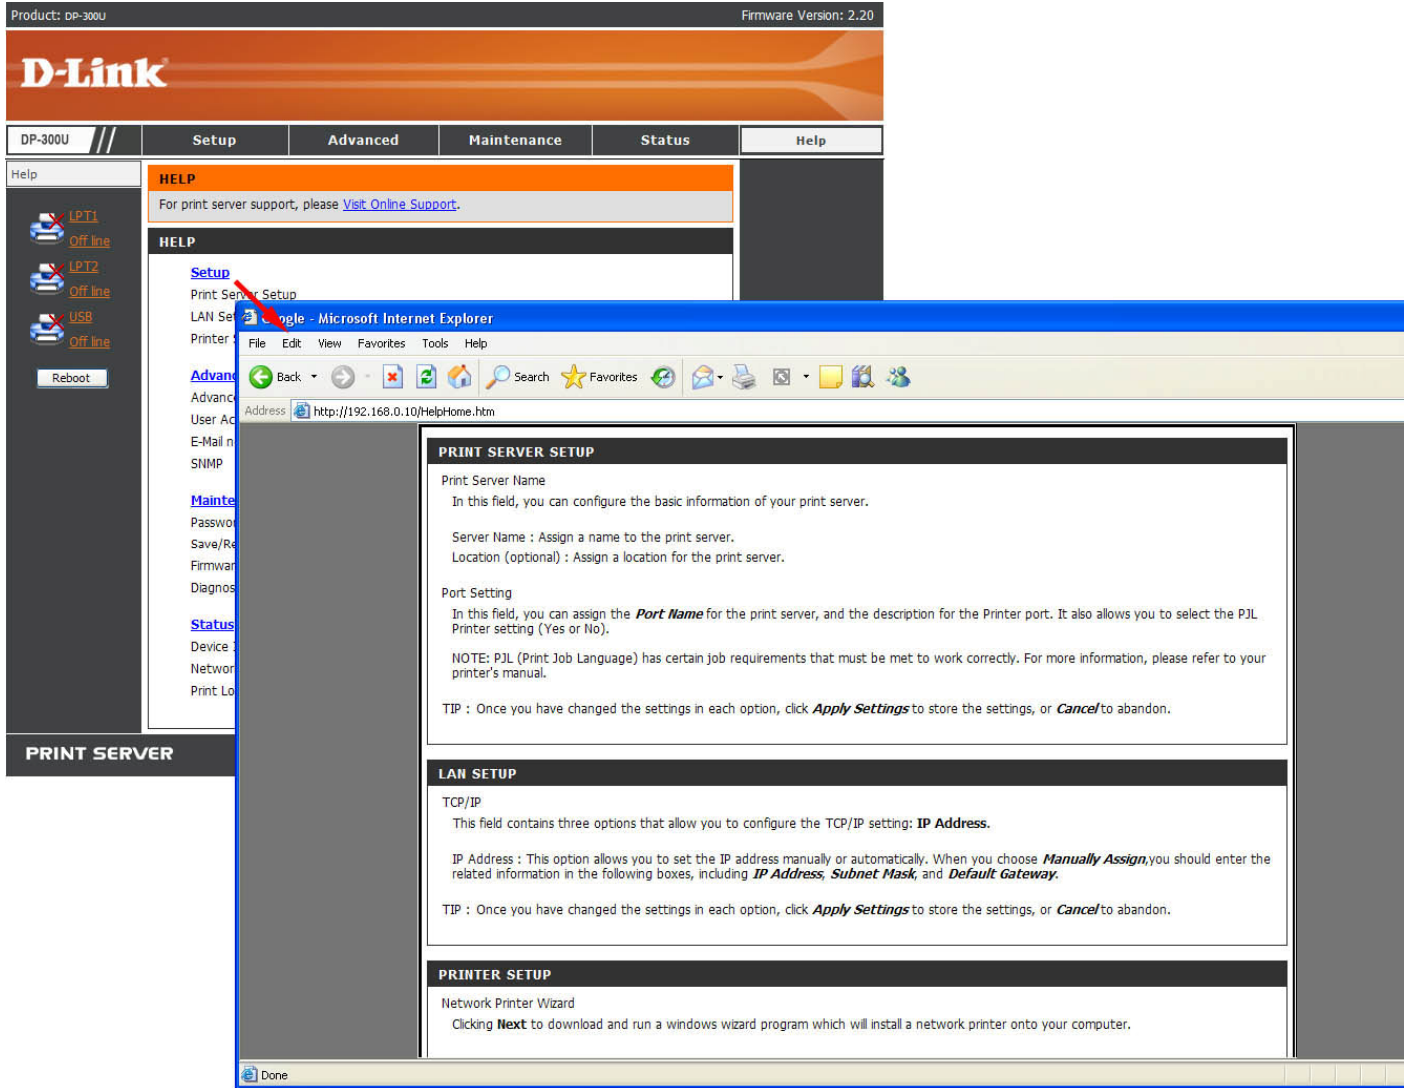 Product: DP-300U
Firmware Version: 2.20
D-Link
DP-300U
Setup
Advanced
Maintenance
Status
Help
Help
LPT1
Off line
LPT2
Off line
USB
Off line
Reboot
HELP
For print server support, please Visit Online Support.
HELP
Setup
Print Server Setup
LAN Set
Printer S
Advanc
Advance
User Ac
E-Mail n
SNMP
Mainte
Passwor
Save/Re
Firmwar
Diagnos
Status
Device I
Networ
Print Lo
PRINT SERVER
ogle - Microsoft Internet Explorer
File Edit View Favorites Tools Help
Back Search Favorites
Address http://192.168.0.10/HelpHome.htm
PRINT SERVER SETUP
Print Server Name
In this field, you can configure the basic information of your print server.
Server Name : Assign a name to the print server.
Location (optional) : Assign a location for the print server.
Port Setting
In this field, you can assign the Port Name for the print server, and the description for the Printer port. It also allows you to select the PJL
Printer setting (Yes or No).
NOTE: PJL (Print Job Language) has certain job requirements that must be met to work correctly. For more information, please refer to your
printer's manual.
TIP : Once you have changed the settings in each option, click Apply Settings to store the settings, or Cancel to abandon.
LAN SETUP
TCP/IP
This field contains three options that allow you to configure the TCP/IP setting: IP Address.
IP Address : This option allows you to set the IP address manually or automatically. When you choose Manually Assign,you should enter the
related information in the following boxes, including IP Address, Subnet Mask, and Default Gateway.
TIP : Once you have changed the settings in each option, click Apply Settings to store the settings, or Cancel to abandon.
PRINTER SETUP
Network Printer Wizard
Clicking Next to download and run a windows wizard program which will install a network printer onto your computer.
Done